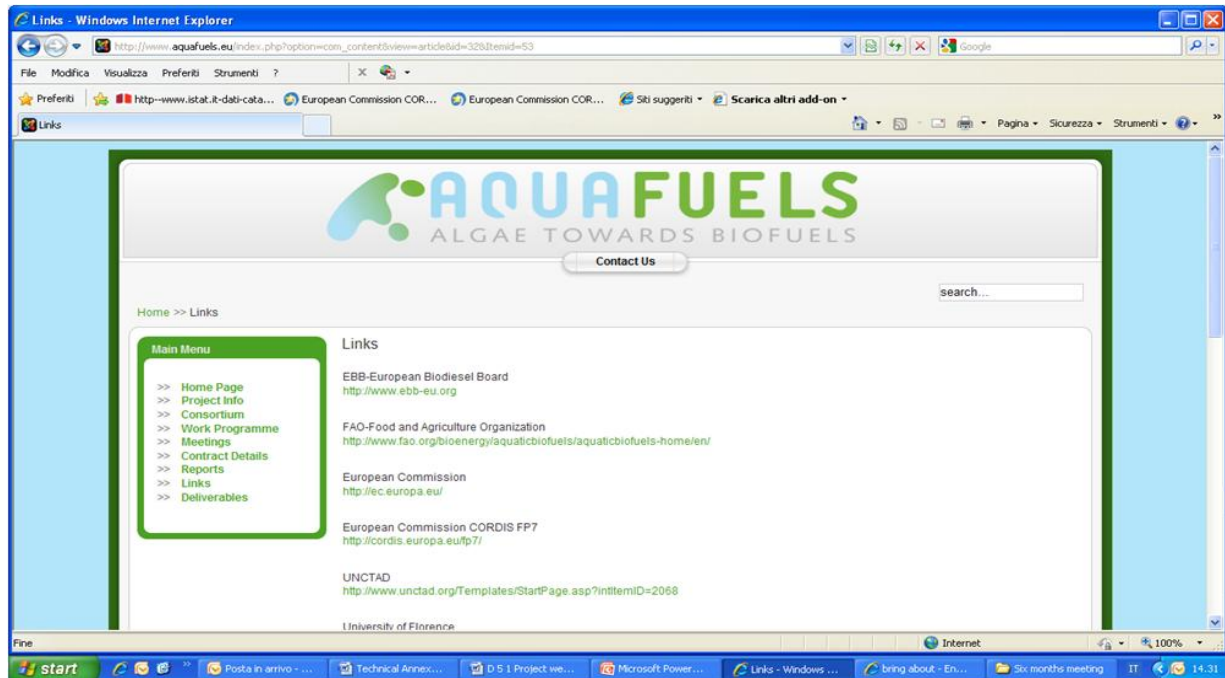 Links - Windows Internet Explorer
http://www.aquafuels.eu/index.php?option=com_content&view=article&id=32&Itemid=53
Google
File Modifica Visualizza Preferiti Strumenti ?
Preferiti http--www.istat.it-dati-cata... European Commission COR... European Commission COR... Siti suggeriti Scarica altri add-on
Links
Pagina Sicurezza Strumenti
AQUAFUELS
ALGAE TOWARDS BIOFUELS
Contact Us
search...
Home >> Links
Main Menu
>> Home Page
>> Project Info
>> Consortium
>> Work Programme
>> Meetings
>> Contract Details
>> Reports
>> Links
>> Deliverables
Links
EBB-European Biodiesel Board
http://www.ebb-eu.org
FAO-Food and Agriculture Organization
http://www.fao.org/bioenergy/aquaticbiofuels/aquaticbiofuels-home/en/
European Commission
http://ec.europa.eu/
European Commission CORDIS FP7
http://cordis.europa.eu/fp7/
UNCTAD
http://www.unctad.org/Templates/StartPage.asp?intItemID=2068
University of Florence
Fine Internet 100%
start Posta in arrivo - ... Technical Annex... D 5 1 Project we... Microsoft Power... Links - Windows ... bring about - En... Six months meeting IT 14.31